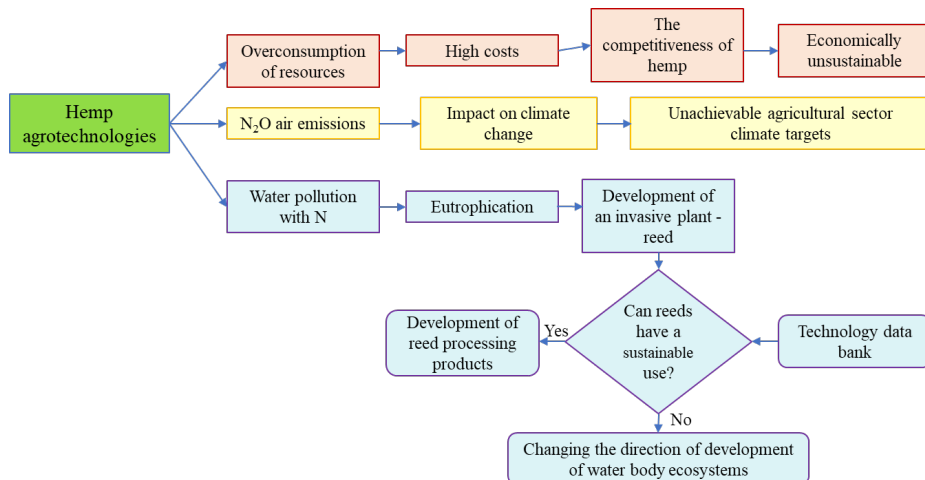 Hemp
agrotechnologies
Overconsumption
of resources
High costs
The
competitiveness of
hemp
Economically
unsustainable
N₂O air emissions
Impact on climate
change
Unachievable agricultural sector
climate targets
Water pollution
with N
Eutrophication
Development of
an invasive plant -
reed
Can reeds
have a
sustainable
use?
Yes
Development of
reed processing
products
Technology data
bank
No
Changing the direction of development
of water body ecosystems